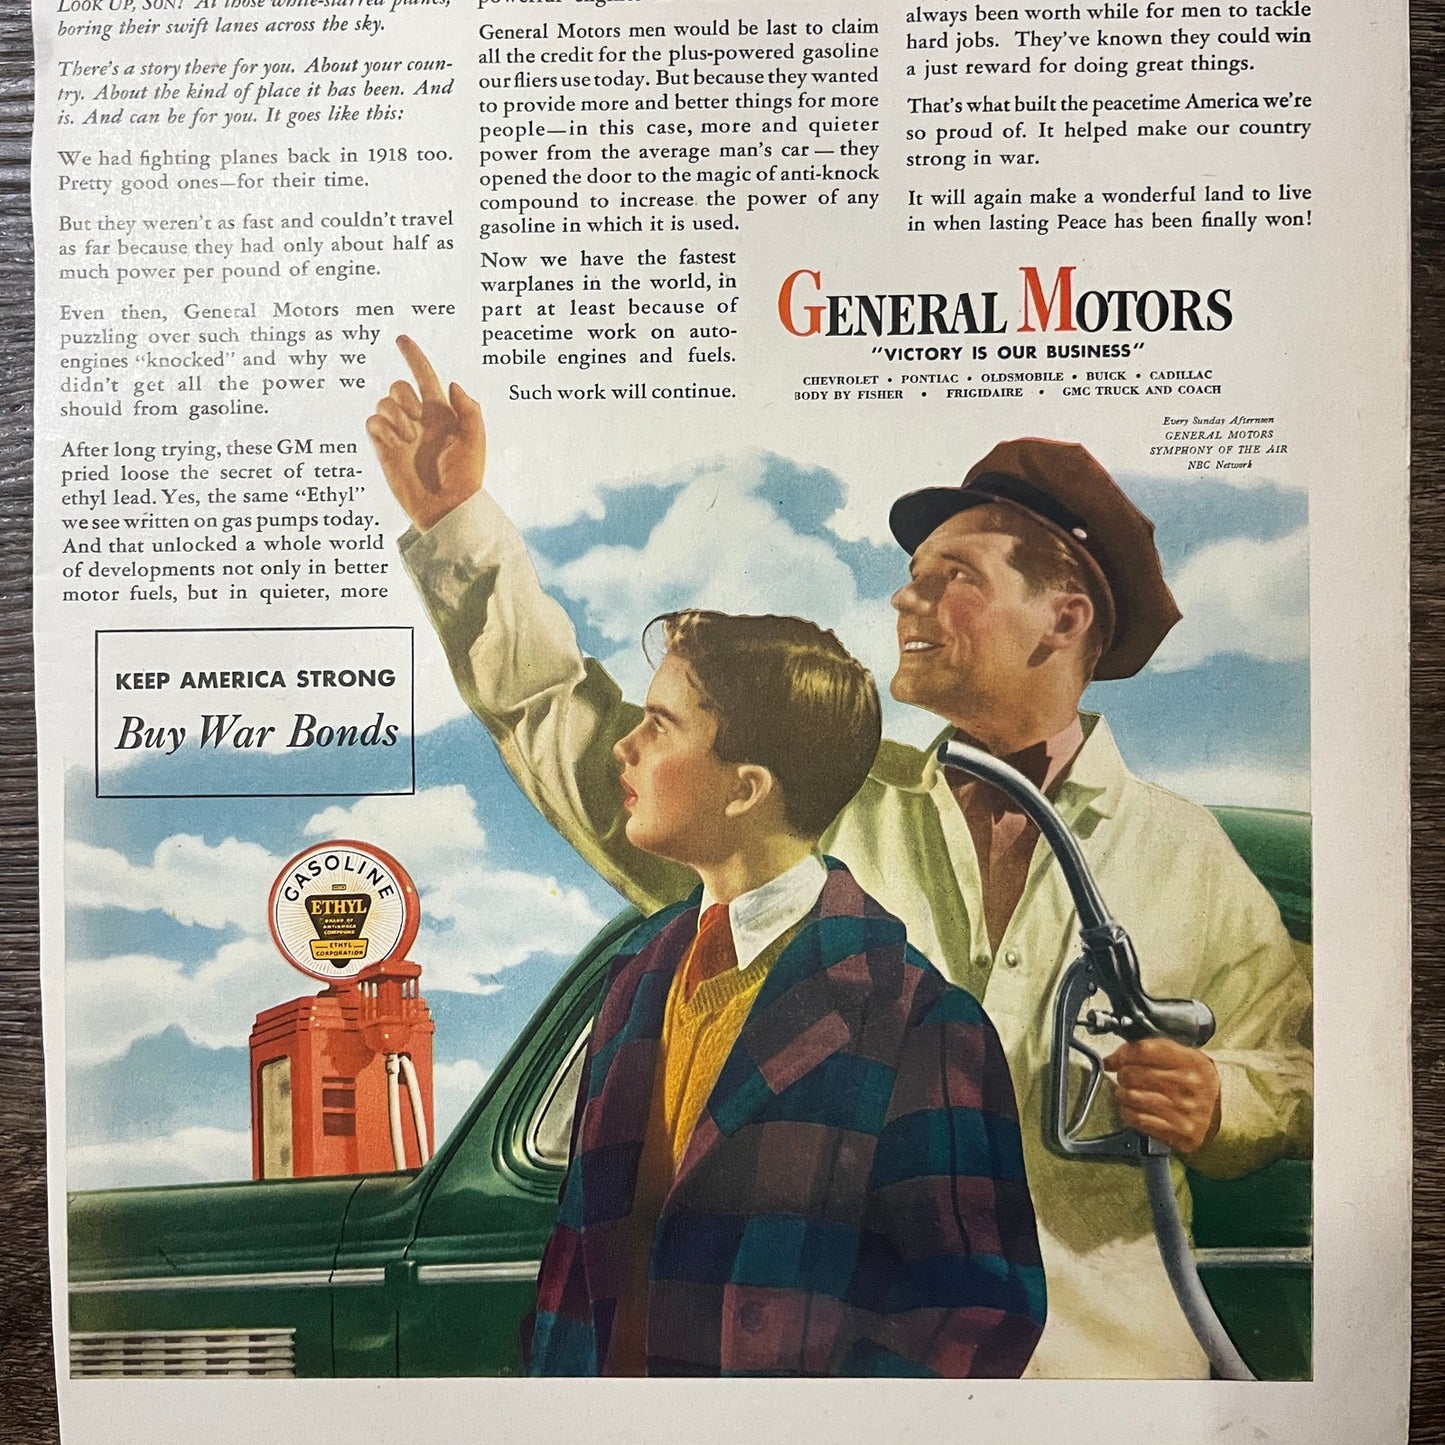 LOOK UP, SON! At those white-starred planes,
boring their swift lanes across the sky.
There's a story there for you. About your coun-
try. About the kind of place it has been. And
is. And can be for you. It goes like this:
We had fighting planes back in 1918 too.
Pretty good ones—for their time.
But they weren't as fast and couldn't travel
as far because they had only about half as
much power per pound of engine.
Even then, General Motors men were
puzzling over such things as why
engines "knocked" and why we
didn't get all the power we
should from gasoline.
After long trying, these GM men
pried loose the secret of tetra-
ethyl lead. Yes, the same "Ethyl"
we see written on gas pumps today.
And that unlocked a whole world
of developments not only in better
motor fuels, but in quieter, more
General Motors men would be last to claim
all the credit for the plus-powered gasoline
our fliers use today. But because they wanted
to provide more and better things for more
people—in this case, more and quieter
power from the average man's car — they
opened the door to the magic of anti-knock
compound to increase the power of any
gasoline in which it is used.
Now we have the fastest
warplanes in the world, in
part at least because of
peacetime work on auto-
mobile engines and fuels.
Such work will continue.
always been worth while for men to tackle
hard jobs. They've known they could win
a just reward for doing great things.
That's what built the peacetime America we're
so proud of. It helped make our country
strong in war.
It will again make a wonderful land to live
in when lasting Peace has been finally won!
GENERAL MOTORS
"VICTORY IS OUR BUSINESS"
CHEVROLET • PONTIAC • OLDSMOBILE • BUICK • CADILLAC
BODY BY FISHER • FRIGIDAIRE • GMC TRUCK AND COACH
Every Sunday Afternoon
GENERAL MOTORS
SYMPHONY OF THE AIR
NBC Network
KEEP AMERICA STRONG
Buy War Bonds
GASOLINE
ETHYL
BRAND OF
ANTIKNOCK
COMPOUND
ETHYL
CORPORATION